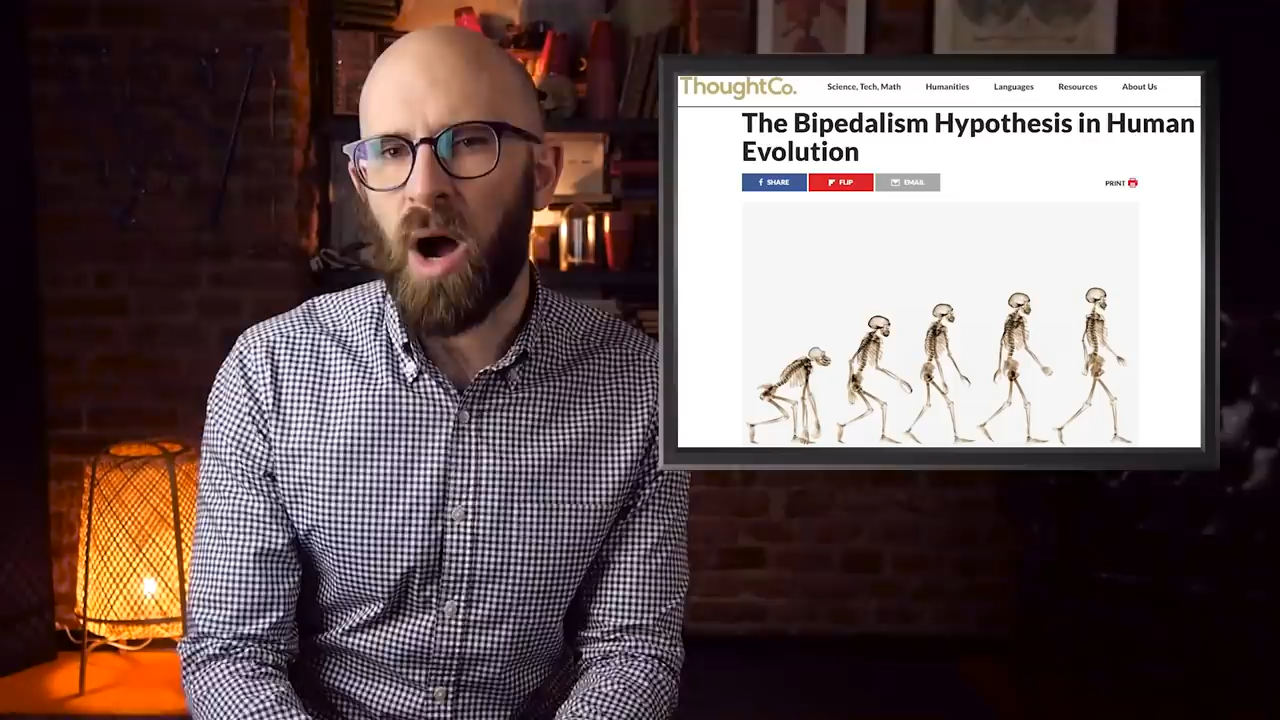 ThoughtCo.
Science, Tech, Math Humanities Languages Resources About Us
The Bipedalism Hypothesis in Human
Evolution
f SHARE FLIP EMAIL
PRINT